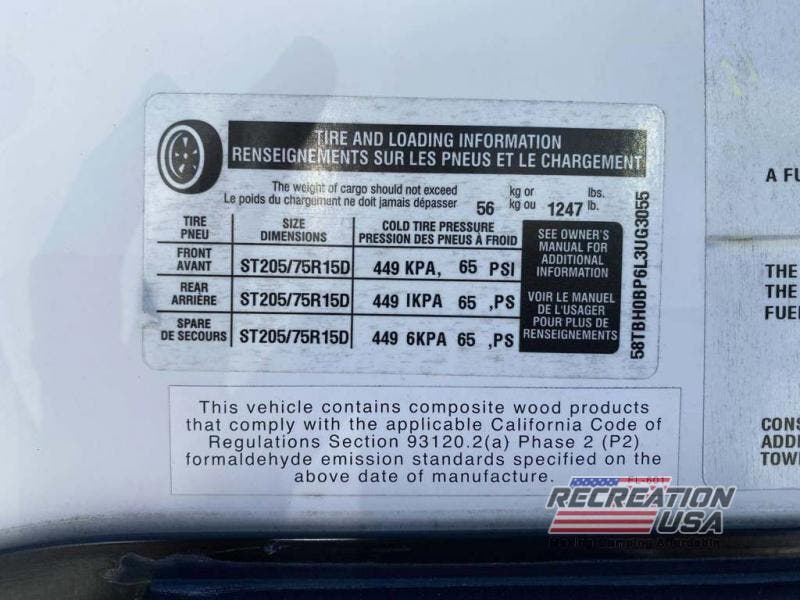 TIRE AND LOADING INFORMATION
RENSEIGNEMENTS SUR LES PNEUS ET LE CHARGEMENT
The weight of cargo should not exceed kg or lbs.
Le poids du chargement ne doit jamais dépasser 56 kg ou 1247 lb.
TIRE PNEU SIZE DIMENSIONS COLD TIRE PRESSURE PRESSION DES PNEUS À FROID
FRONT AVANT ST205/75R15D 449 KPA, 65 PSI
REAR ARRIÈRE ST205/75R15D 449 IKPA 65 ,PS
SPARE DE SECOURS ST205/75R15D 449 6KPA 65 ,PS
SEE OWNER'S
MANUAL FOR
ADDITIONAL
INFORMATION
VOIR LE MANUEL
DE L'USAGER
POUR PLUS DE
RENSEIGNEMENTS
58TBH0BP6L3UG3055
This vehicle contains composite wood products
that comply with the applicable California Code of
Regulations Section 93120.2(a) Phase 2 (P2)
formaldehyde emission standards specified on the
above date of manufacture.
A FU
THE
THE
FUE
CONS
ADDI
TOW
EL-601
RECREATION
USA
Making Camping Affordable